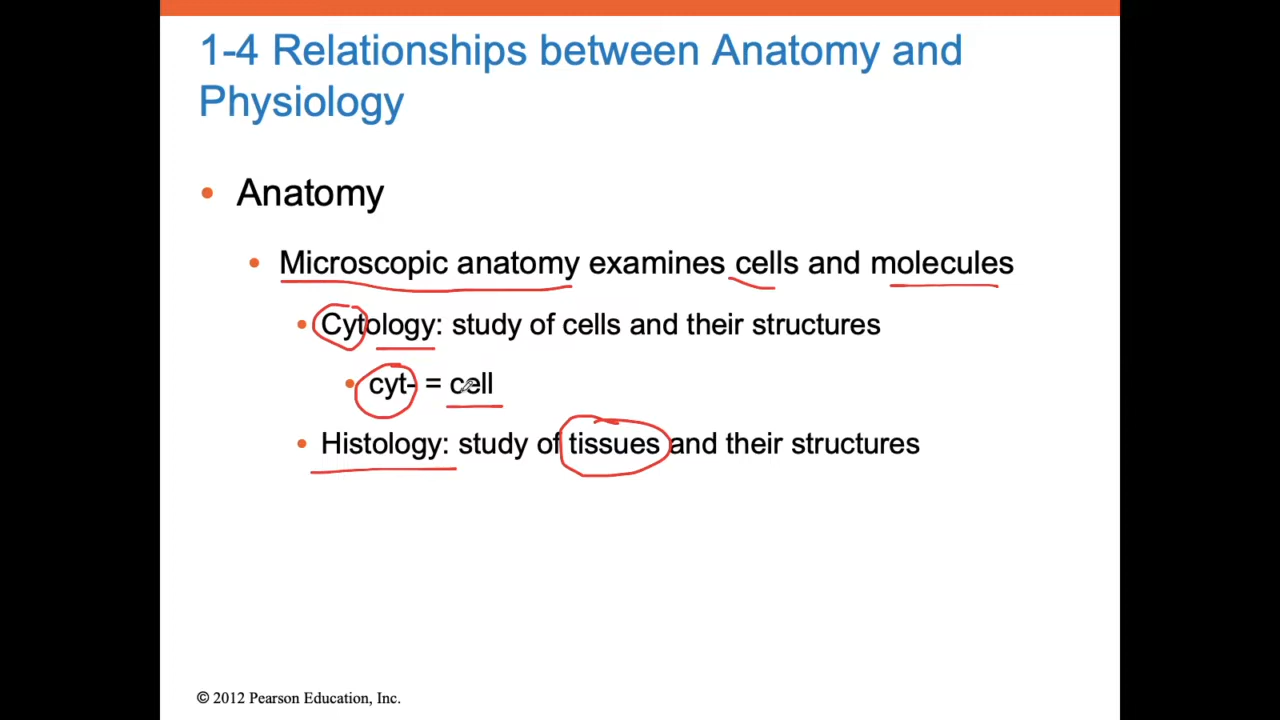 1-4 Relationships between Anatomy and
Physiology
• Anatomy
• Microscopic anatomy examines cells and molecules
• Cytology: study of cells and their structures
• cyt- = cell
• Histology: study of tissues and their structures
© 2012 Pearson Education, Inc.